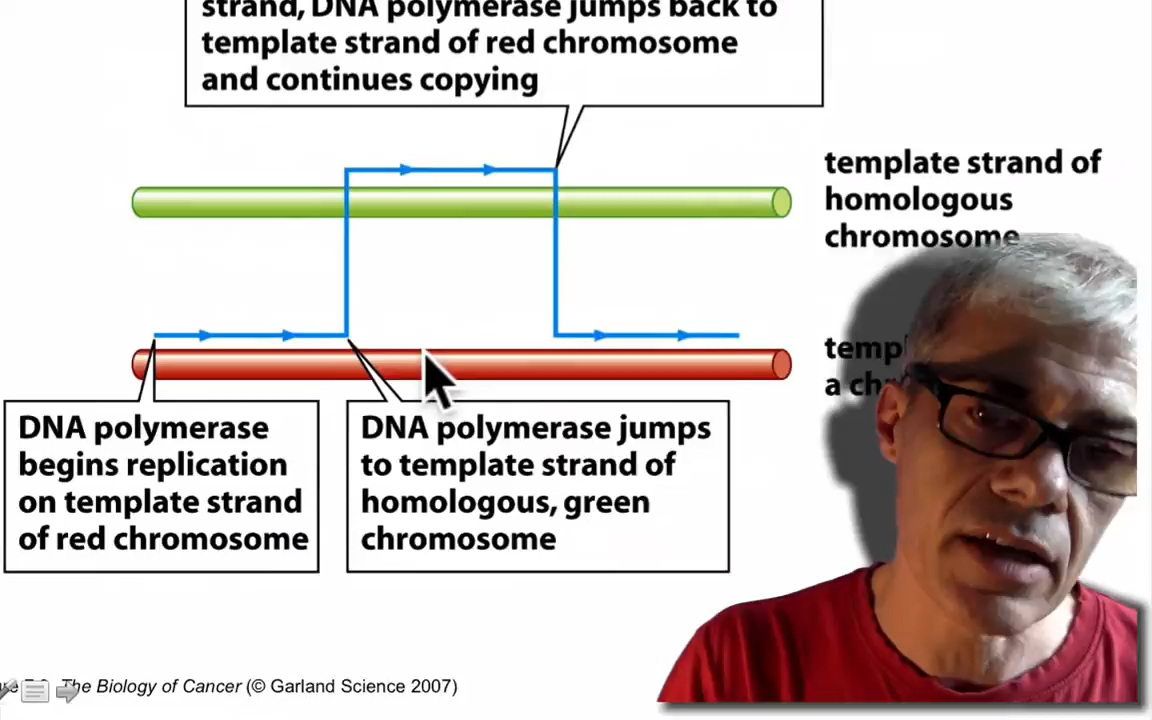 strand, DNA polymerase jumps back to
template strand of red chromosome
and continues copying
template strand of
homologous
chromosome
DNA polymerase
begins replication
on template strand
of red chromosome
DNA polymerase jumps
to template strand of
homologous, green
chromosome
The Biology of Cancer (© Garland Science 2007)